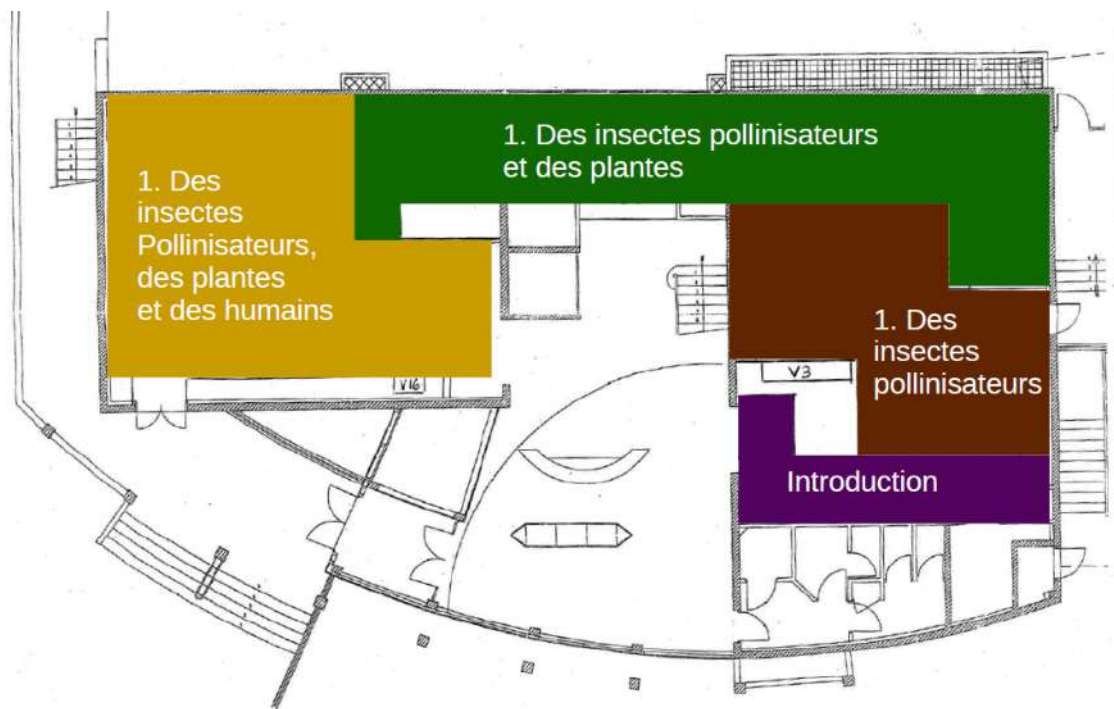 1. Des insectes pollinisateurs
et des plantes
1. Des
insectes
Pollinisateurs,
des plantes
et des humains
1. Des
insectes
pollinisateurs
V3
V16
Introduction